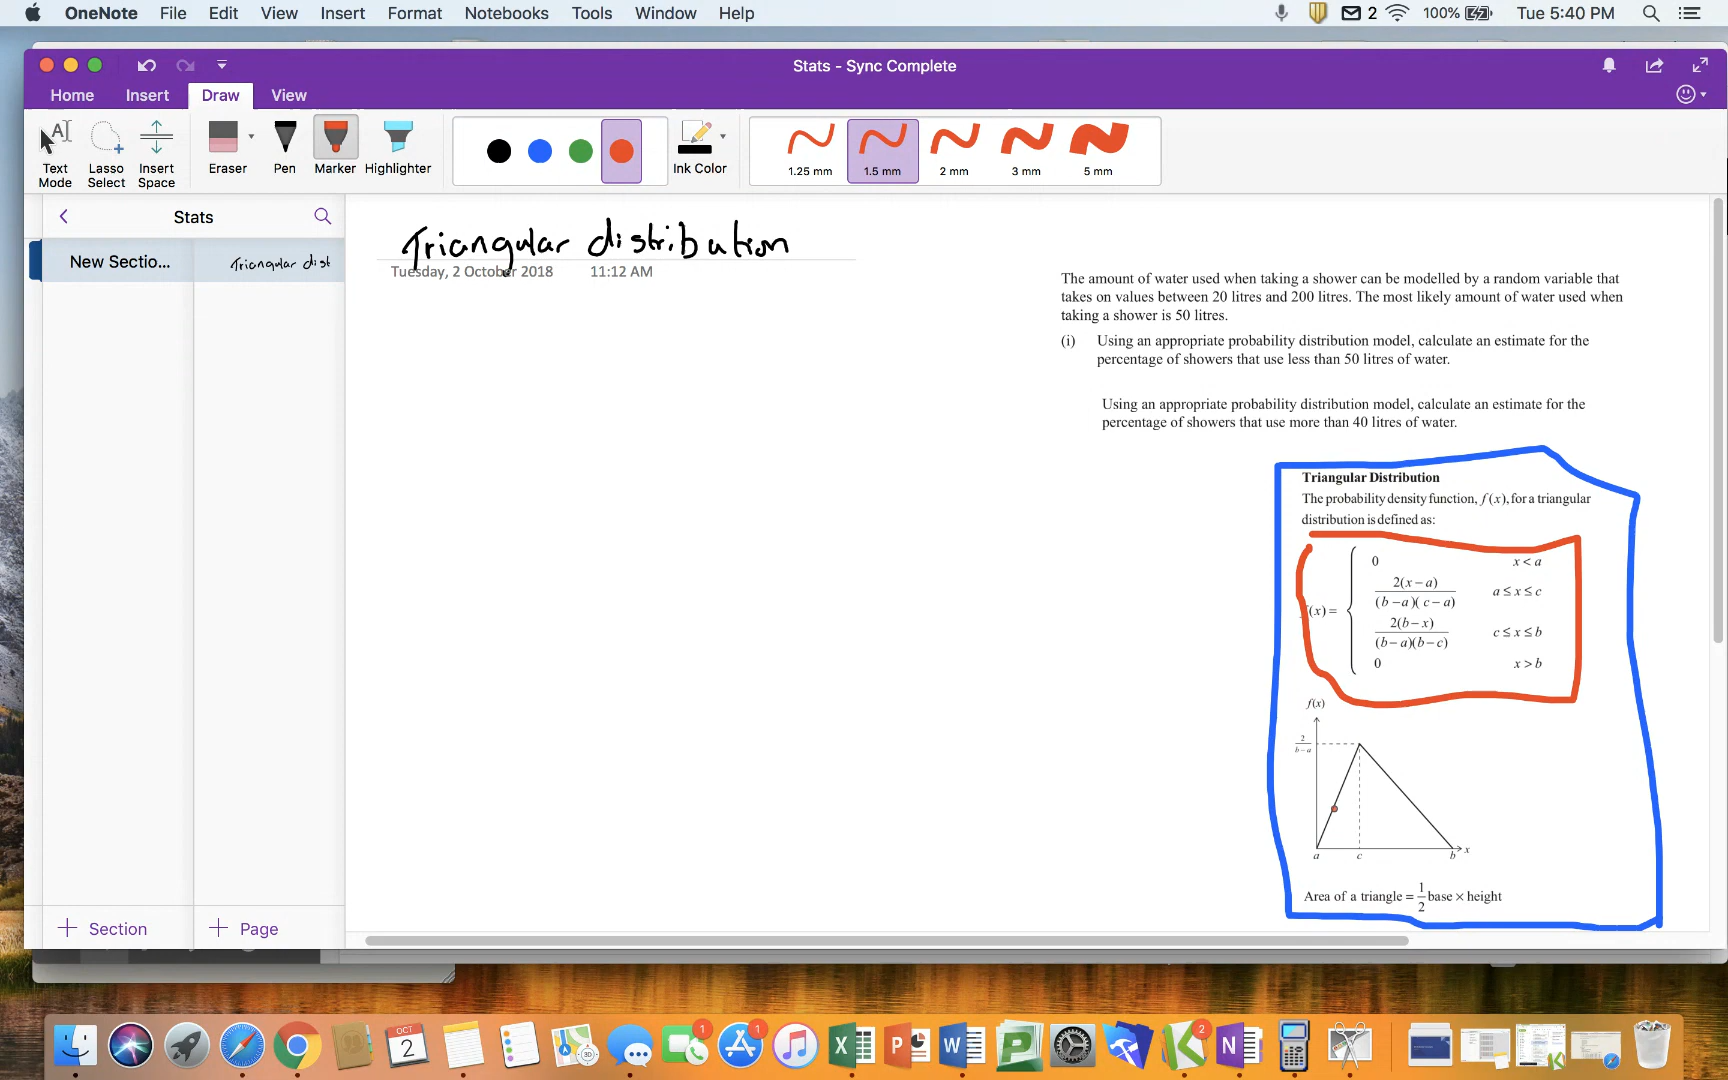 OneNote File Edit View Insert Format Notebooks Tools Window Help 2 100% Tue 5:40 PM
Stats - Sync Complete
Home Insert Draw View
Text Mode
Lasso Select
Insert Space
Eraser
Pen
Marker
Highlighter
Ink Color
1.25 mm 1.5 mm 2 mm 3 mm 5 mm
Stats
New Sectio...
Triangular dist
Triangular distribution
Tuesday, 2 October 2018 11:12 AM
The amount of water used when taking a shower can be modelled by a random variable that
takes on values between 20 litres and 200 litres. The most likely amount of water used when
taking a shower is 50 litres.
(i) Using an appropriate probability distribution model, calculate an estimate for the
percentage of showers that use less than 50 litres of water.
Using an appropriate probability distribution model, calculate an estimate for the
percentage of showers that use more than 40 litres of water.
Triangular Distribution
The probability density function, f(x), for a triangular
distribution is defined as:
0 x < a
2(x − a)
(b − a)(c − a) a ≤ x ≤ c
f(x) =
2(b − x)
(b − a)(b − c) c ≤ x ≤ b
0 x > b
f(x)
2
b − a
a c b x
Area of a triangle = 1/2 base × height
+ Section + Page
OCT
2
3D
1
1
X
P
W
P
2
N